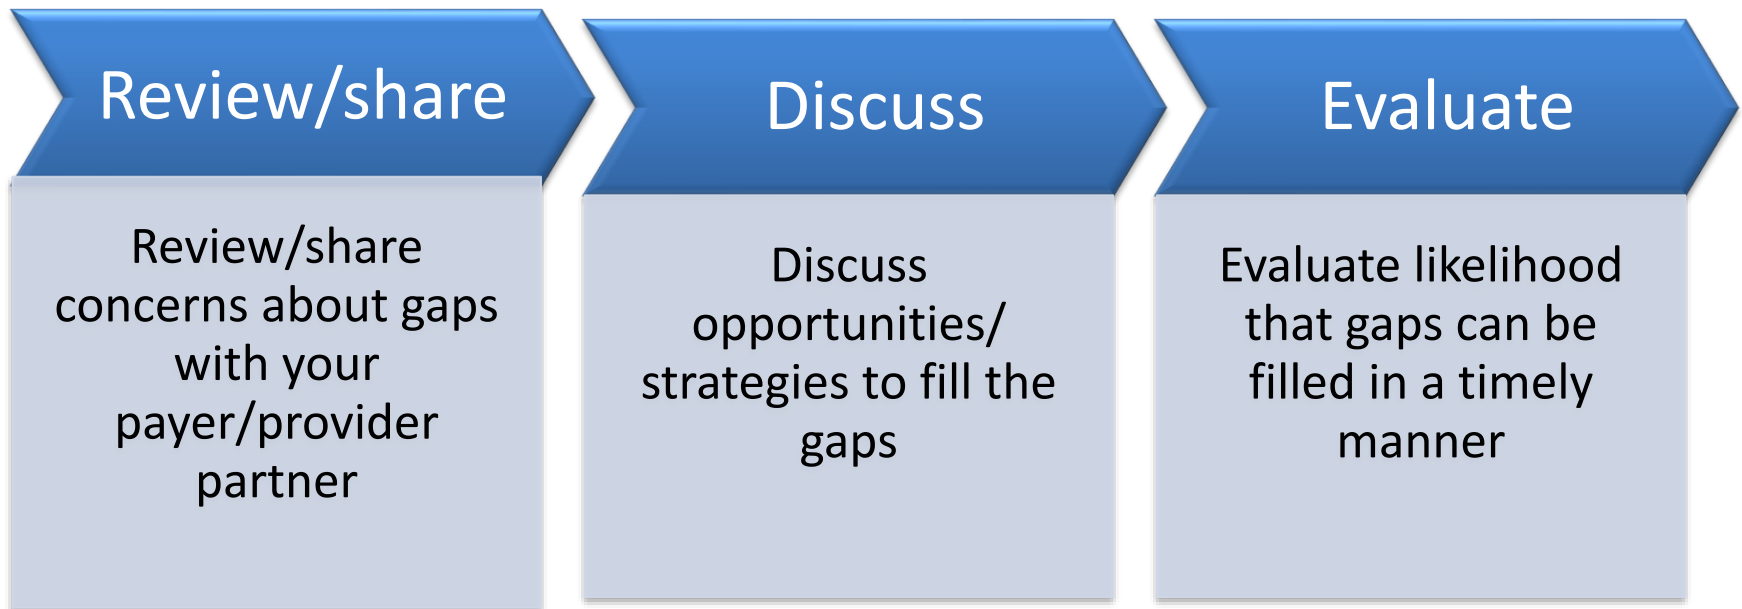 Review/share
Review/share
concerns about gaps
with your
payer/provider
partner
Discuss
Discuss
opportunities/
strategies to fill the
gaps
Evaluate
Evaluate likelihood
that gaps can be
filled in a timely
manner